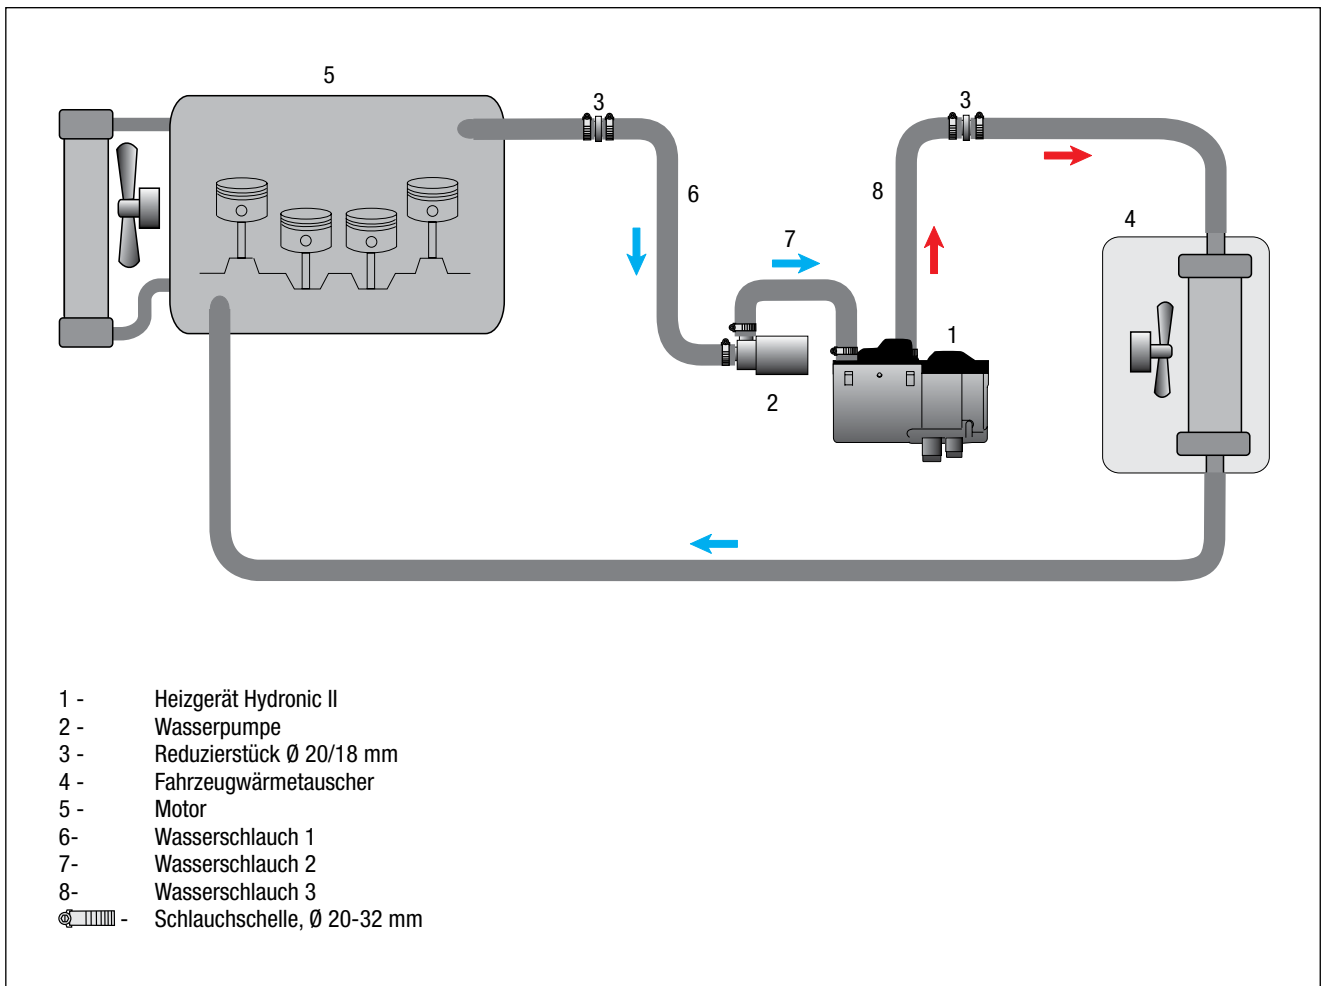 5
3
3
6
8
7
4
1
2
1 - Heizgerät Hydronic II
2 - Wasserpumpe
3 - Reduzierstück Ø 20/18 mm
4 - Fahrzeugwärmetauscher
5 - Motor
6- Wasserschlauch 1
7- Wasserschlauch 2
8- Wasserschlauch 3
- Schlauchschelle, Ø 20-32 mm